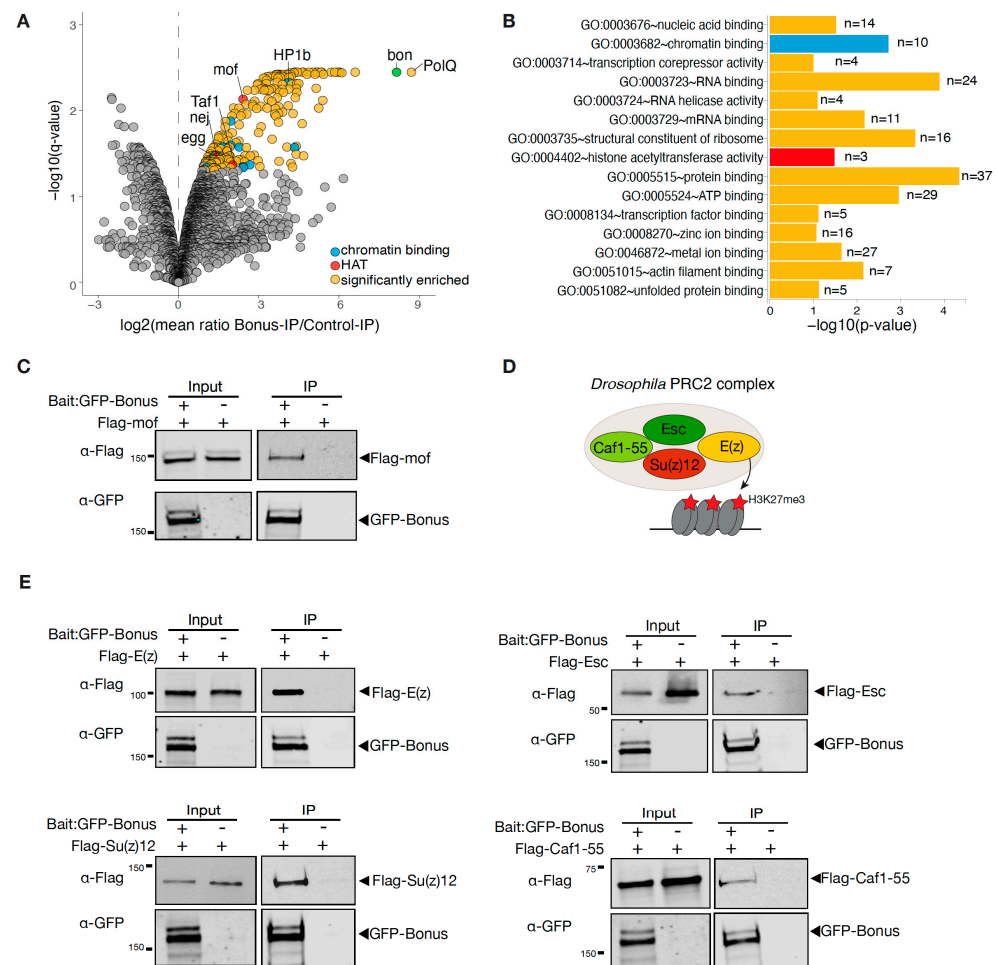 A
3
2
1
0
−log10(q-value)
HP1b
bon
PolQ
mof
Taf1
nej
egg
chromatin binding
HAT
significantly enriched
−3 0 3 6 9
log2(mean ratio Bonus-IP/Control-IP)
B
GO:0003676~nucleic acid binding n=14
GO:0003682~chromatin binding n=10
GO:0003714~transcription corepressor activity n=4
GO:0003723~RNA binding n=24
GO:0003724~RNA helicase activity n=4
GO:0003729~mRNA binding n=11
GO:0003735~structural constituent of ribosome n=16
GO:0004402~histone acetyltransferase activity n=3
GO:0005515~protein binding n=37
GO:0005524~ATP binding n=29
GO:0008134~transcription factor binding n=5
GO:0008270~zinc ion binding n=16
GO:0046872~metal ion binding n=27
GO:0051015~actin filament binding n=7
GO:0051082~unfolded protein binding n=5
0 1 2 3 4
−log10(p-value)
C
Input IP
Bait:GFP-Bonus + - + -
Flag-mof + + + +
α-Flag 150 Flag-mof
α-GFP 150 GFP-Bonus
D
Drosophila PRC2 complex
Esc
Caf1-55
E(z)
Su(z)12
H3K27me3
E
Input IP
Bait:GFP-Bonus + - + -
Flag-E(z) + + + +
α-Flag 100 Flag-E(z)
α-GFP 150 GFP-Bonus
Input IP
Bait:GFP-Bonus + - + -
Flag-Esc + + + +
α-Flag 50 Flag-Esc
α-GFP 150 GFP-Bonus
Input IP
Bait:GFP-Bonus + - + -
Flag-Su(z)12 + + + +
α-Flag 150 Flag-Su(z)12
α-GFP 150 GFP-Bonus
Input IP
Bait:GFP-Bonus + - + -
Flag-Caf1-55 + + + +
α-Flag 75 Flag-Caf1-55
α-GFP 150 GFP-Bonus